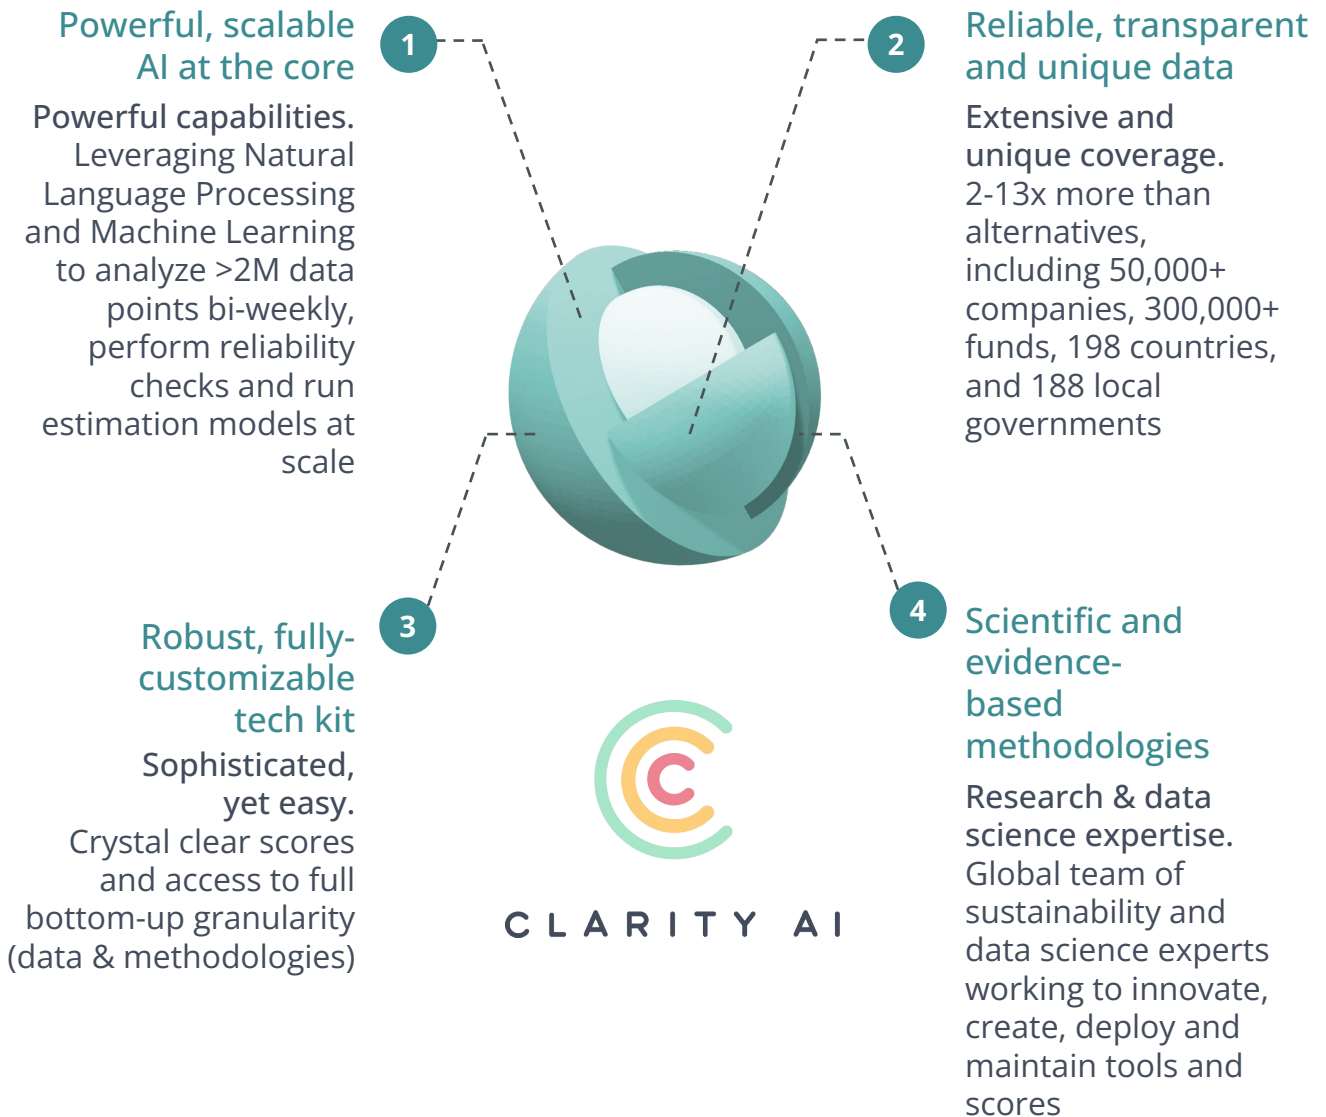 1
Powerful, scalable
AI at the core
Powerful capabilities.
Leveraging Natural
Language Processing
and Machine Learning
to analyze >2M data
points bi-weekly,
perform reliability
checks and run
estimation models at
scale
2
Reliable, transparent
and unique data
Extensive and
unique coverage.
2-13x more than
alternatives,
including 50,000+
companies, 300,000+
funds, 198 countries,
and 188 local
governments
3
Robust, fully-
customizable
tech kit
Sophisticated,
yet easy.
Crystal clear scores
and access to full
bottom-up granularity
(data & methodologies)
4
Scientific and
evidence-
based
methodologies
Research & data
science expertise.
Global team of
sustainability and
data science experts
working to innovate,
create, deploy and
maintain tools and
scores
CLARITY AI